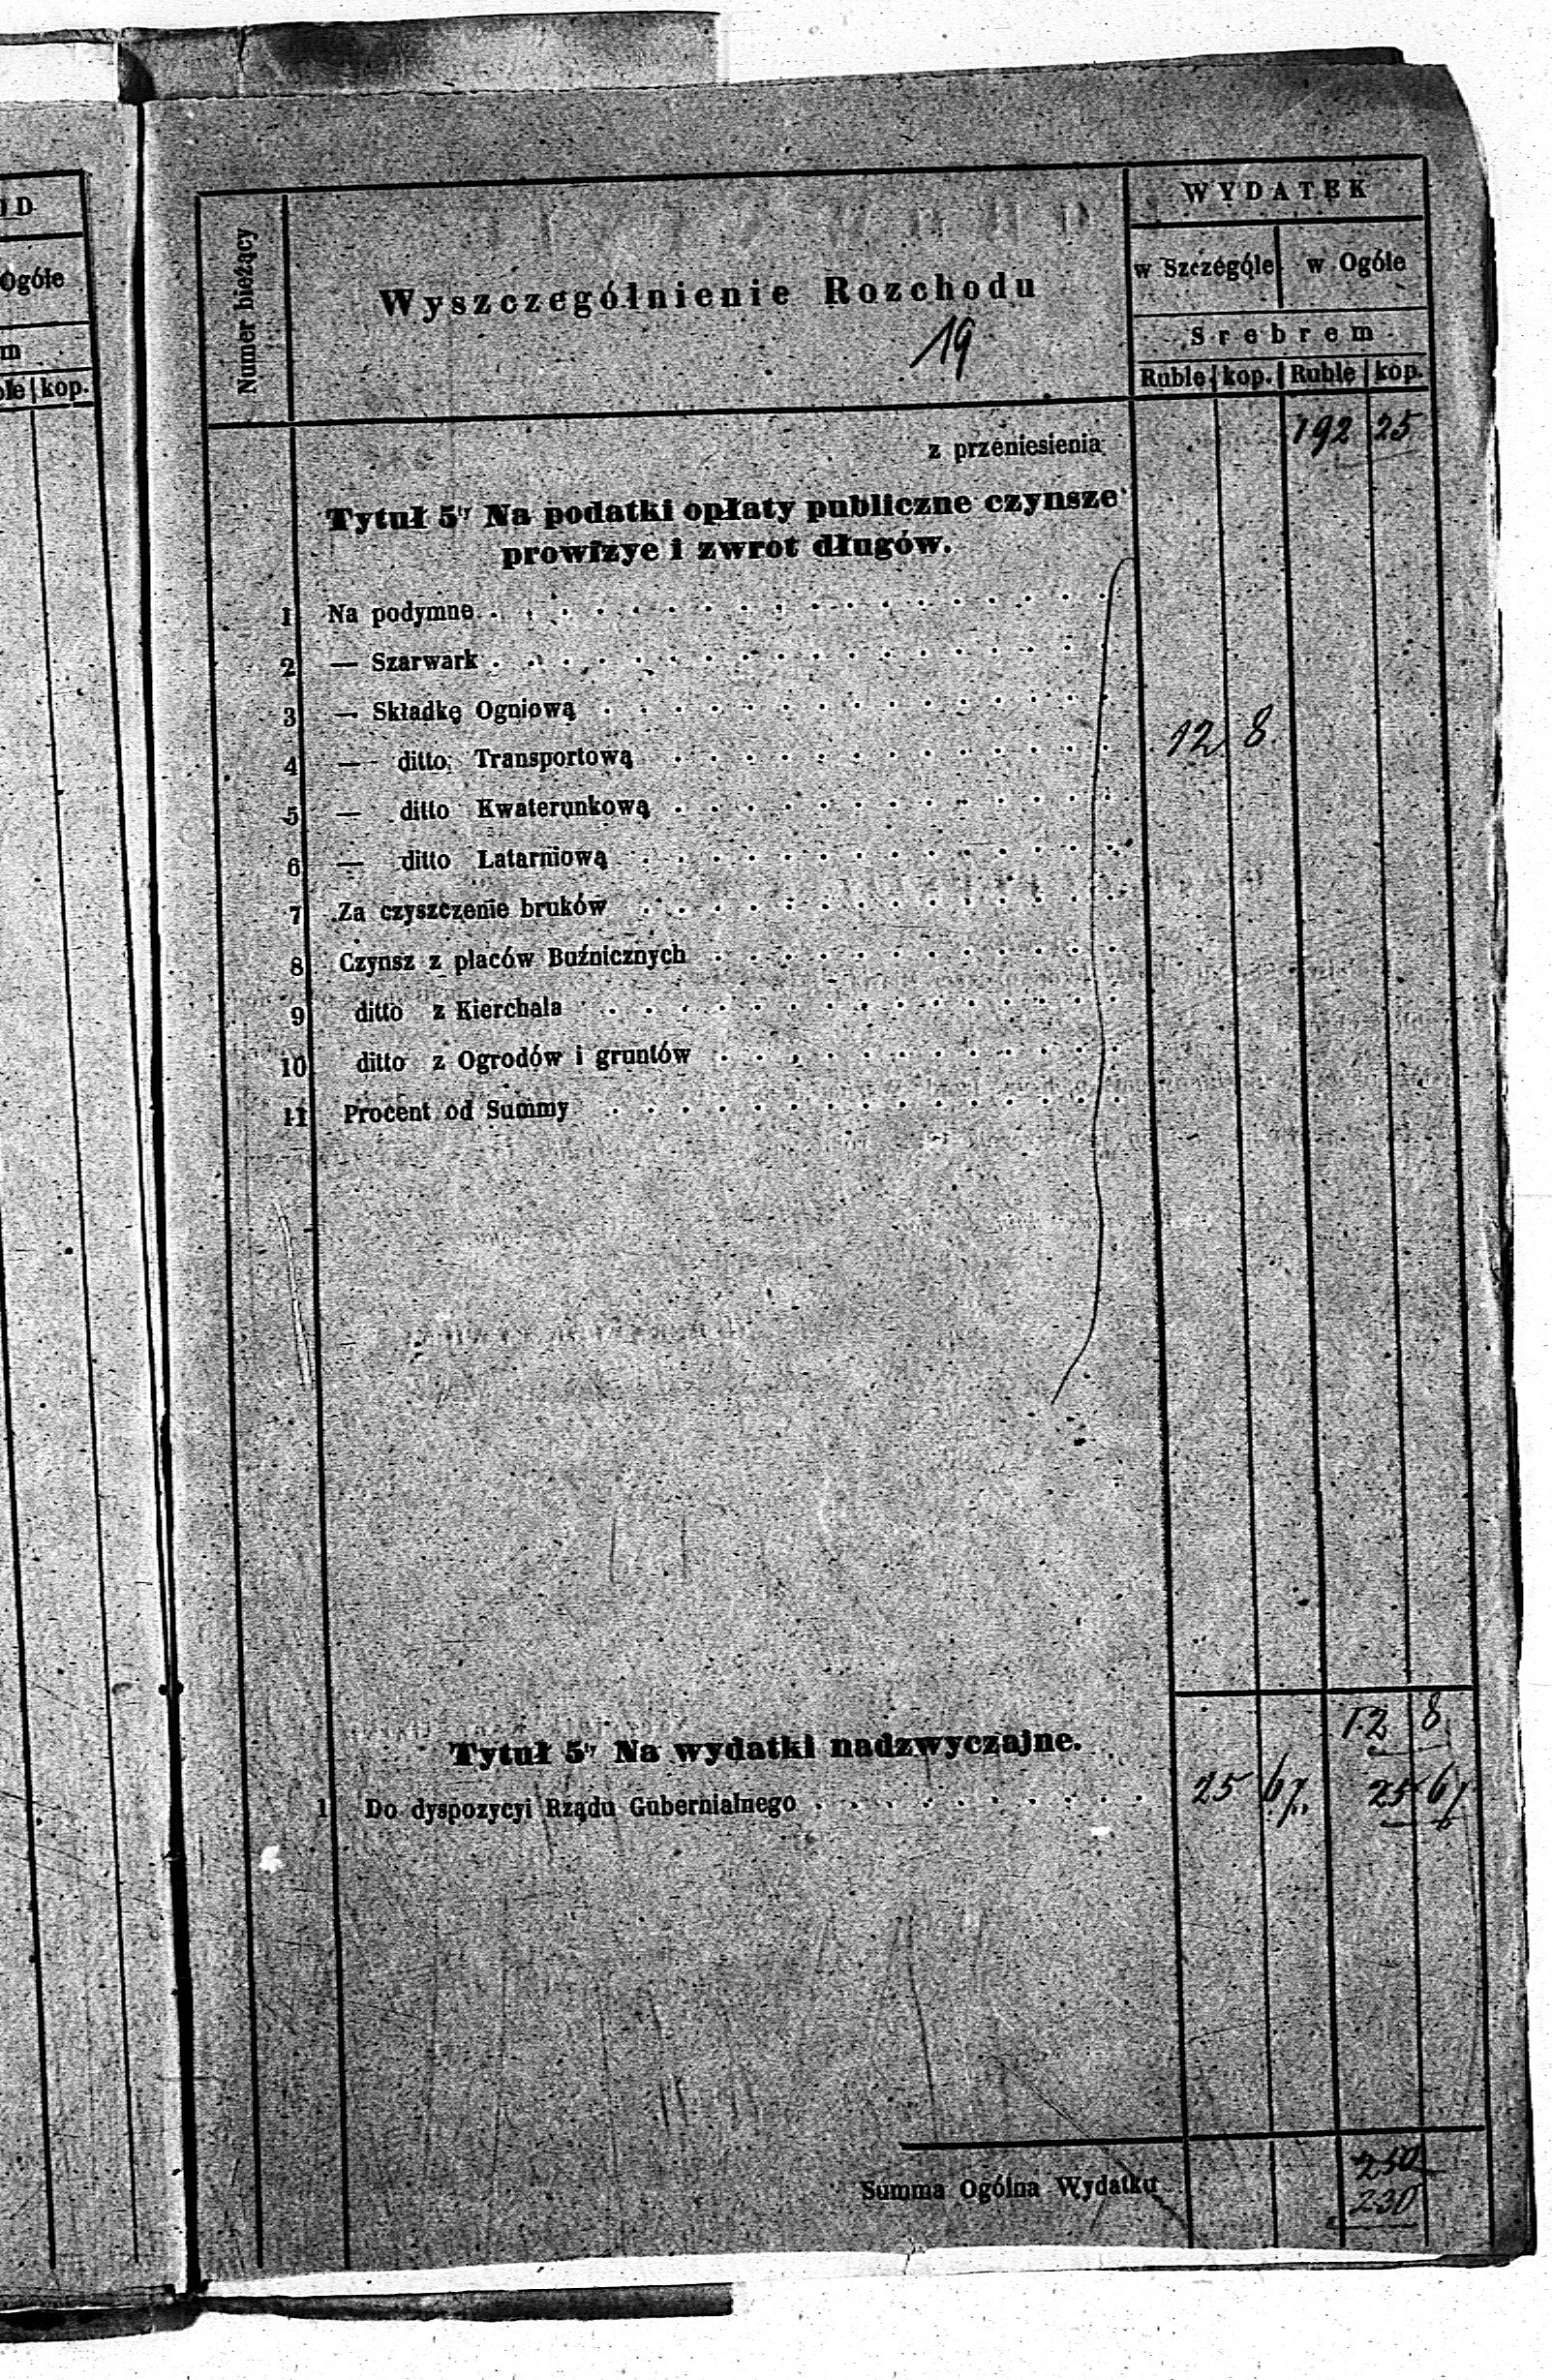 OD
Ogóle
m
ble kop.
WYDATEK
Numer bieżący
Wyszczególnienie Rozchodu
w Szczególe w Ogóle
19
Srebrem
Ruble kop. Ruble kop.
z przeniesienia 192 25
Tytuł 5ty Na podatki opłaty publiczne czynsze
prowizye i zwrot długów.
1 Na podymne
2 — Szarwark
3 — Składkę Ogniową
4 — ditto Transportową 12 8
5 — ditto Kwaterunkową
6 — ditto Latarniową
7 Za czyszczenie bruków
8 Czynsz z placów Buźnicznych
9 ditto z Kierchala
10 ditto z Ogrodów i gruntów
11 Procent od Summy
12 8
Tytuł 5ty Na wydatki nadzwyczajne.
1 Do dyspozycyi Rządu Gubernialnego 25 67 25 67
250
Summa Ogólna Wydatku 230